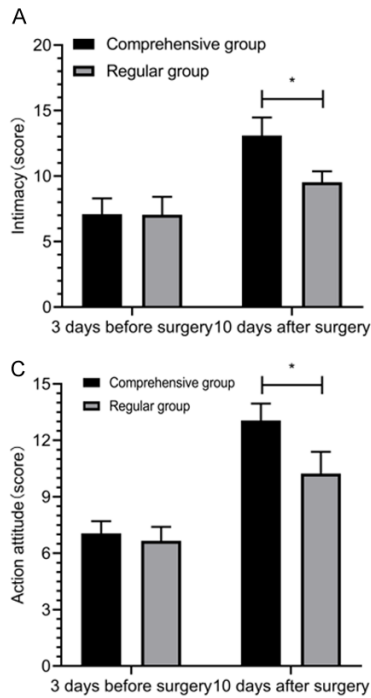 A
20
15
10
5
0
Intimacy (score)
Comprehensive group
Regular group
*
3 days before surgery 10 days after surgery
C
15
12
9
6
3
0
Action attitude (score)
Comprehensive group
Regular group
*
3 days before surgery 10 days after surgery